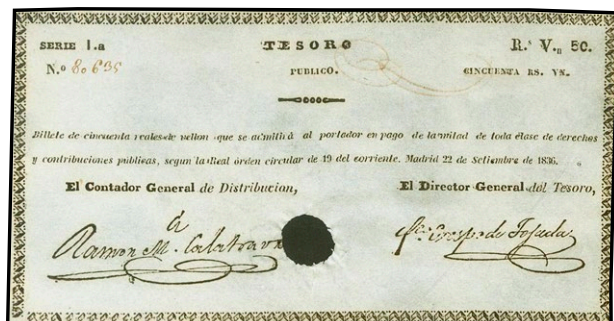 SERIE 1.a TESORO R.s V.n 50.
N.o 80635 PUBLICO. CINCUENTA RS. VN.
Billete de cincuenta reales de vellon que se admitirá al portador en pago de la mitad de toda clase de derechos
y contribuciones públicas, segun la Real órden circular de 19 del corriente. Madrid 22 de Setiembre de 1836.
El Contador General de Distribucion, El Director General del Tesoro,
Ramon M.a Calatrava Crespo de Tejada